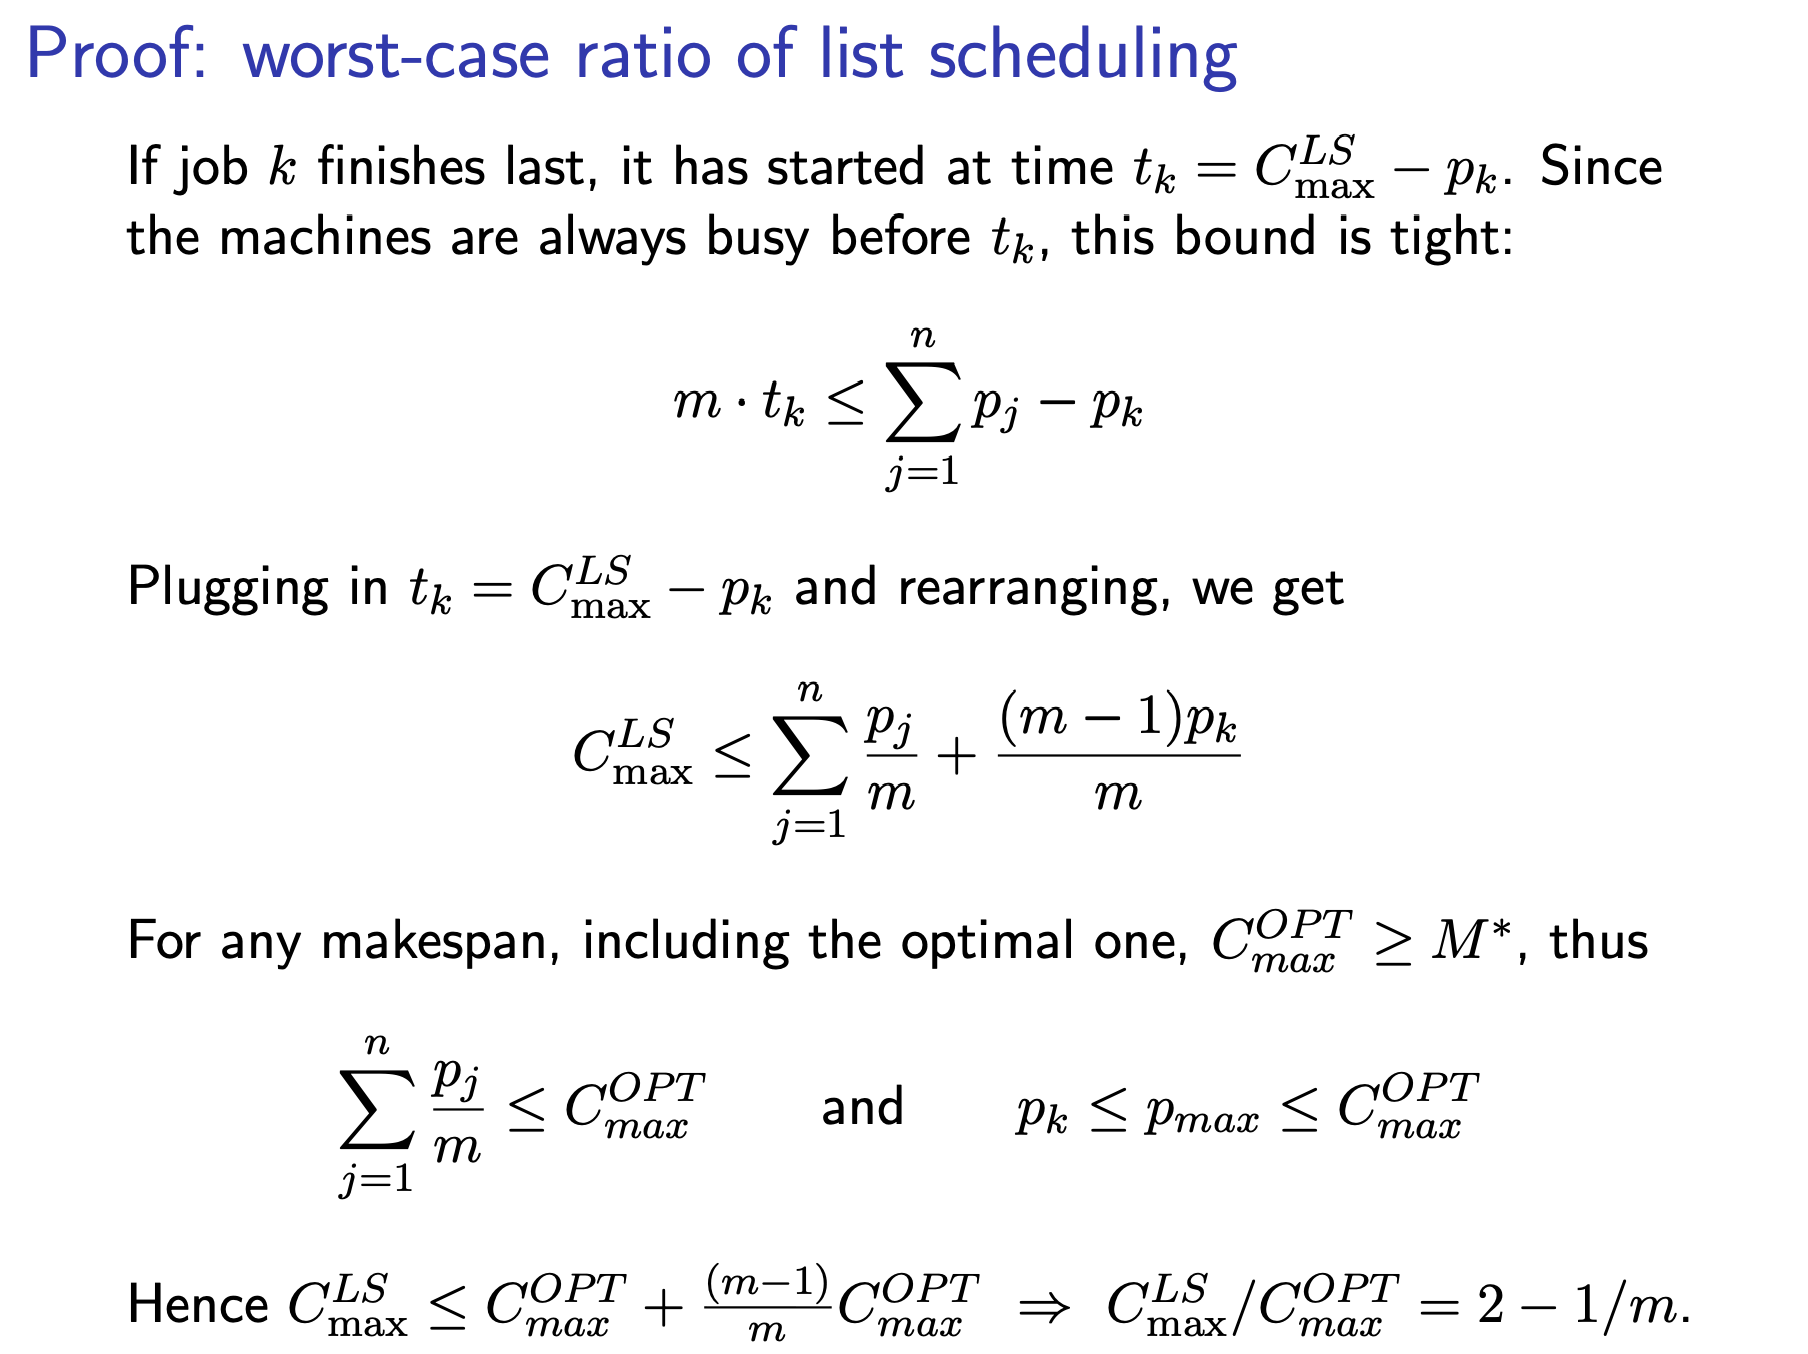 Proof: worst-case ratio of list scheduling
If job $k$ finishes last, it has started at time $t_k = C_{\max}^{LS} - p_k$. Since
the machines are always busy before $t_k$, this bound is tight:
$m \cdot t_k \leq \sum_{j=1}^{n} p_j - p_k$
Plugging in $t_k = C_{\max}^{LS} - p_k$ and rearranging, we get
$C_{\max}^{LS} \leq \sum_{j=1}^{n} \frac{p_j}{m} + \frac{(m-1)p_k}{m}$
For any makespan, including the optimal one, $C_{max}^{OPT} \geq M^*$, thus
$\sum_{j=1}^{n} \frac{p_j}{m} \leq C_{max}^{OPT}$ and $p_k \leq p_{max} \leq C_{max}^{OPT}$
Hence $C_{\max}^{LS} \leq C_{max}^{OPT} + \frac{(m-1)}{m} C_{max}^{OPT} \Rightarrow C_{\max}^{LS}/C_{max}^{OPT} = 2 - 1/m$.